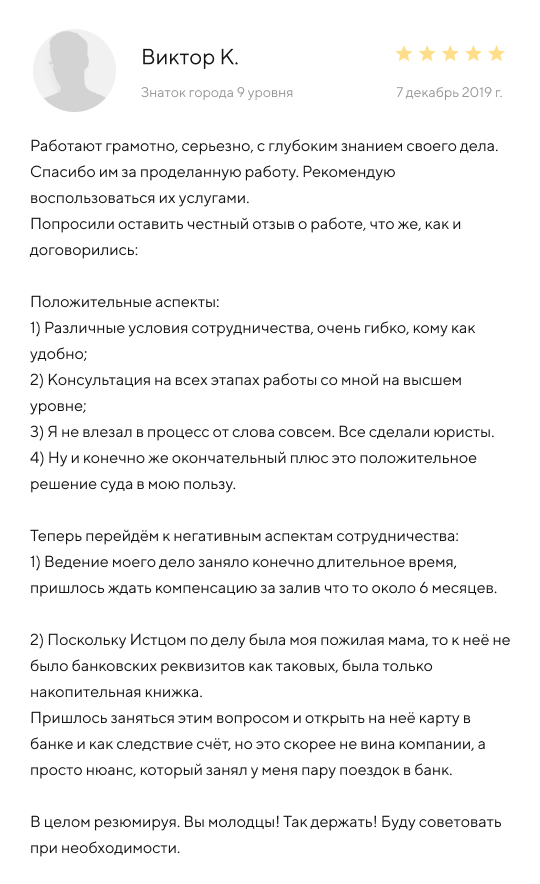 Виктор К.
Знаток города 9 уровня
7 декабрь 2019 г.
Работают грамотно, серьезно, с глубоким знанием своего дела.
Спасибо им за проделанную работу. Рекомендую
воспользоваться их услугами.
Попросили оставить честный отзыв о работе, что же, как и
договорились:
Положительные аспекты:
1) Различные условия сотрудничества, очень гибко, кому как
удобно;
2) Консультация на всех этапах работы со мной на высшем
уровне;
3) Я не влезал в процесс от слова совсем. Все сделали юристы.
4) Ну и конечно же окончательный плюс это положительное
решение суда в мою пользу.
Теперь перейдём к негативным аспектам сотрудничества:
1) Ведение моего дело заняло конечно длительное время,
пришлось ждать компенсацию за залив что то около 6 месяцев.
2) Поскольку Истцом по делу была моя пожилая мама, то к неё не
было банковских реквизитов как таковых, была только
накопительная книжка.
Пришлось заняться этим вопросом и открыть на неё карту в
банке и как следствие счёт, но это скорее не вина компании, а
просто нюанс, который занял у меня пару поездок в банк.
В целом резюмируя. Вы молодцы! Так держать! Буду советовать
при необходимости.